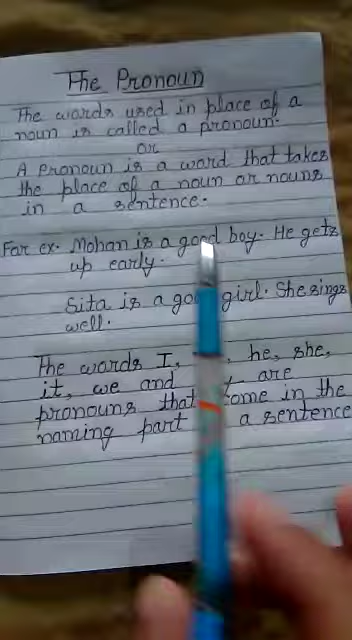 The Pronoun
The words used in place of a
noun is called a pronoun.
or
A Pronoun is a word that takes
the place of a noun or nouns
in a sentence.
For ex. Mohan is a good boy. He gets
up early.
Sita is a good girl. She sings
well.
The words I, he, she,
it, we and are
pronouns that come in the
naming part a sentence